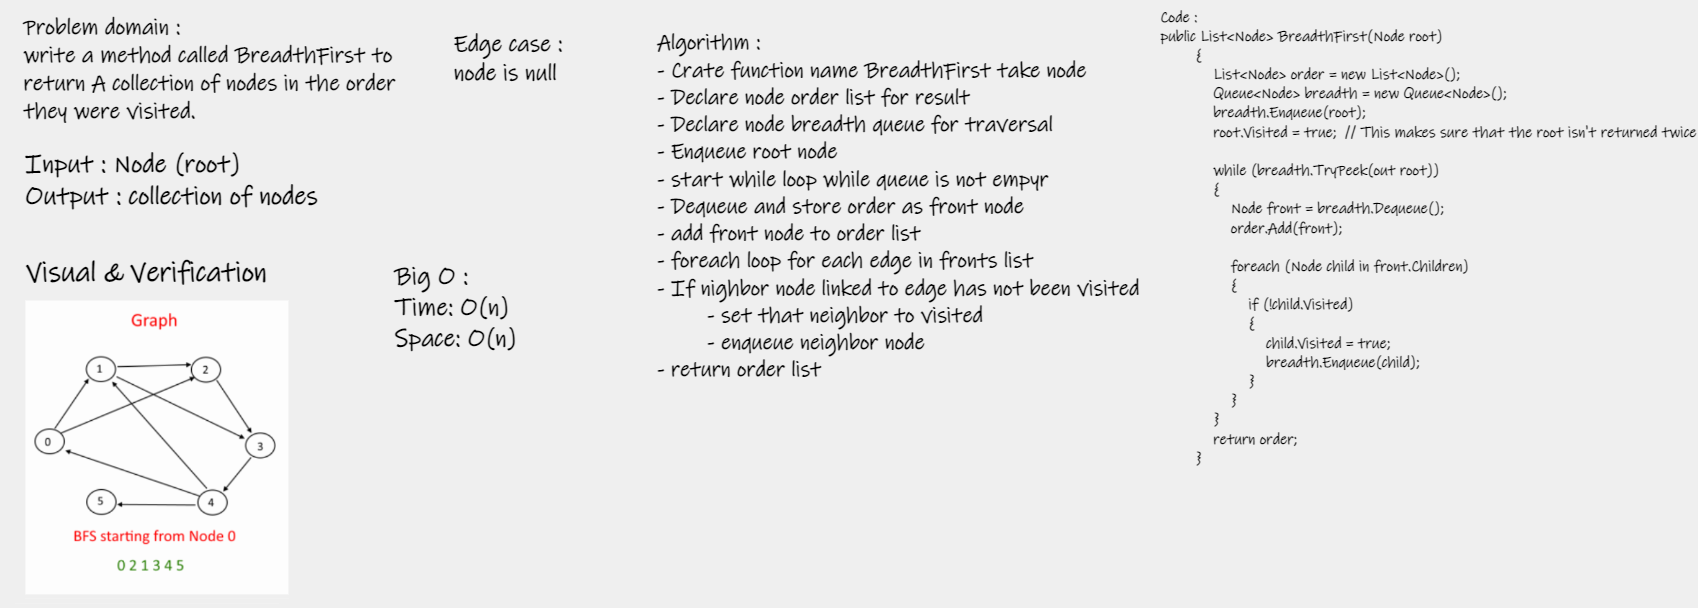 Problem domain :
write a method called BreadthFirst to
return A collection of nodes in the order
they were visited.
Input : Node (root)
Output : collection of nodes
Edge case :
node is null
Visual & Verification
Graph
1
2
0
3
5
4
BFS starting from Node 0
0 2 1 3 4 5
Big O :
Time: O(n)
Space: O(n)
Algorithm :
- Crate function name BreadthFirst take node
- Declare node order list for result
- Declare node breadth queue for traversal
- Enqueue root node
- start while loop while queue is not empyr
- Dequeue and store order as front node
- add front node to order list
- foreach loop for each edge in fronts list
- If nighbor node linked to edge has not been visited
- set that neighbor to visited
- enqueue neighbor node
- return order list
Code :
public List<Node> BreadthFirst(Node root)
{
List<Node> order = new List<Node>();
Queue<Node> breadth = new Queue<Node>();
breadth.Enqueue(root);
root.Visited = true;  // This makes sure that the root isn't returned twice
while (breadth.TryPeek(out root))
{
Node front = breadth.Dequeue();
order.Add(front);
foreach (Node child in front.Children)
{
if (!child.Visited)
{
child.Visited = true;
breadth.Enqueue(child);
}
}
}
return order;
}